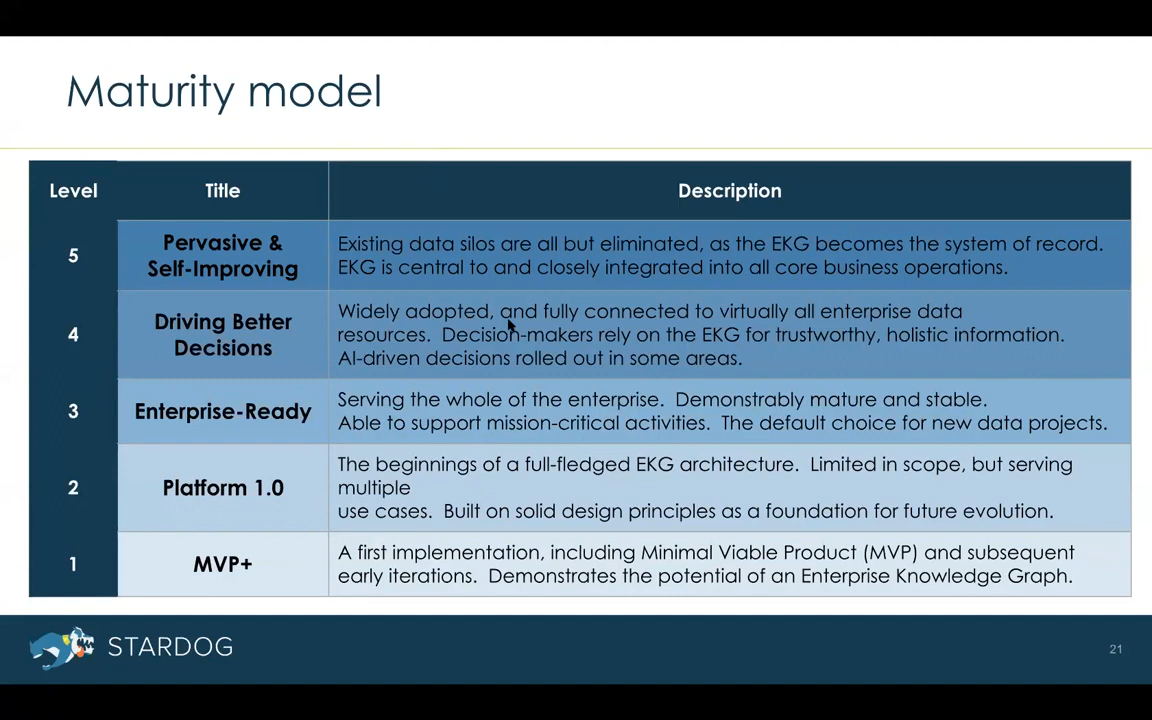 Maturity model
Level Title Description
5
Pervasive &
Self-Improving
Existing data silos are all but eliminated, as the EKG becomes the system of record.
EKG is central to and closely integrated into all core business operations.
4
Driving Better
Decisions
Widely adopted, and fully connected to virtually all enterprise data
resources. Decision-makers rely on the EKG for trustworthy, holistic information.
AI-driven decisions rolled out in some areas.
3
Enterprise-Ready
Serving the whole of the enterprise. Demonstrably mature and stable.
Able to support mission-critical activities. The default choice for new data projects.
2
Platform 1.0
The beginnings of a full-fledged EKG architecture. Limited in scope, but serving
multiple
use cases. Built on solid design principles as a foundation for future evolution.
1
MVP+
A first implementation, including Minimal Viable Product (MVP) and subsequent
early iterations. Demonstrates the potential of an Enterprise Knowledge Graph.
STARDOG
21